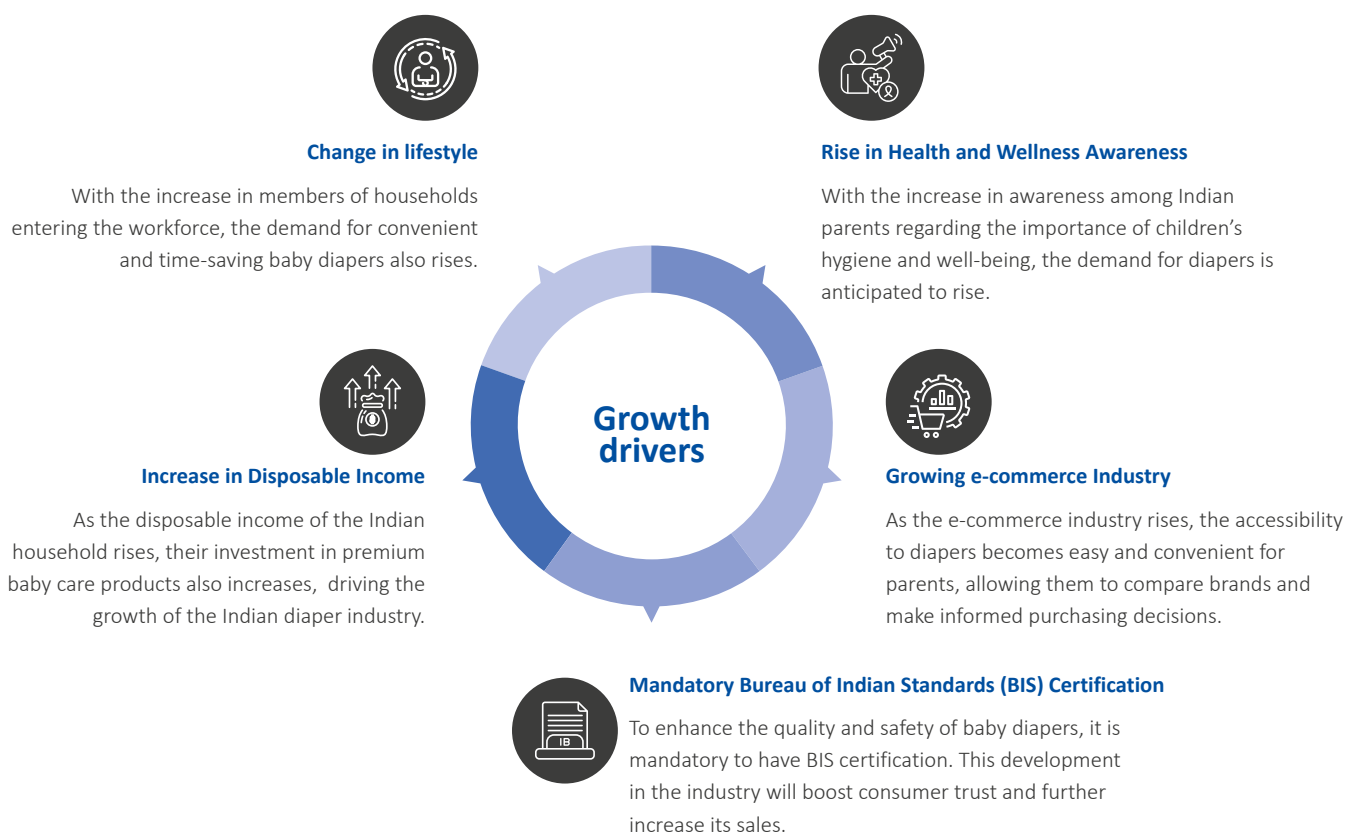 Change in lifestyle
With the increase in members of households
entering the workforce, the demand for convenient
and time-saving baby diapers also rises.
Rise in Health and Wellness Awareness
With the increase in awareness among Indian
parents regarding the importance of children’s
hygiene and well-being, the demand for diapers is
anticipated to rise.
Growth
drivers
Increase in Disposable Income
As the disposable income of the Indian
household rises, their investment in premium
baby care products also increases,  driving the
growth of the Indian diaper industry.
Growing e-commerce Industry
As the e-commerce industry rises, the accessibility
to diapers becomes easy and convenient for
parents, allowing them to compare brands and
make informed purchasing decisions.
IB
Mandatory Bureau of Indian Standards (BIS) Certification
To enhance the quality and safety of baby diapers, it is
mandatory to have BIS certification. This development
in the industry will boost consumer trust and further
increase its sales.